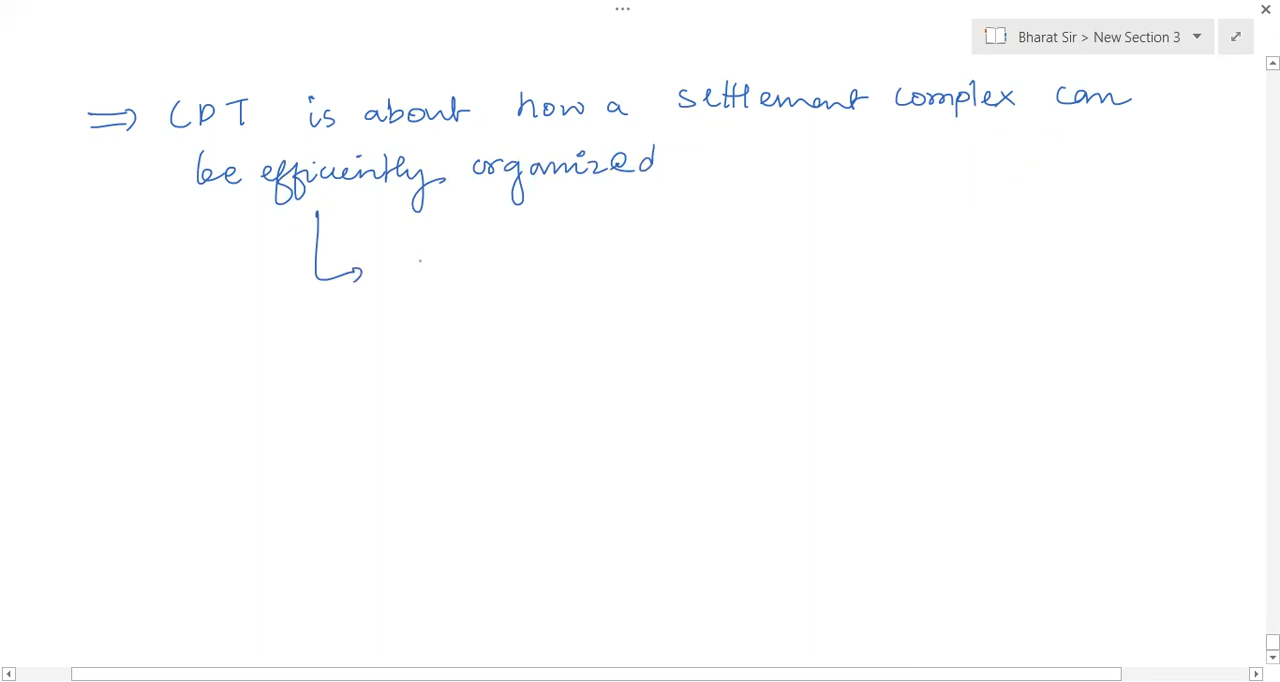 ...
Bharat Sir > New Section 3
⇒ CPT is about how a settlement complex can
be efficiently organized